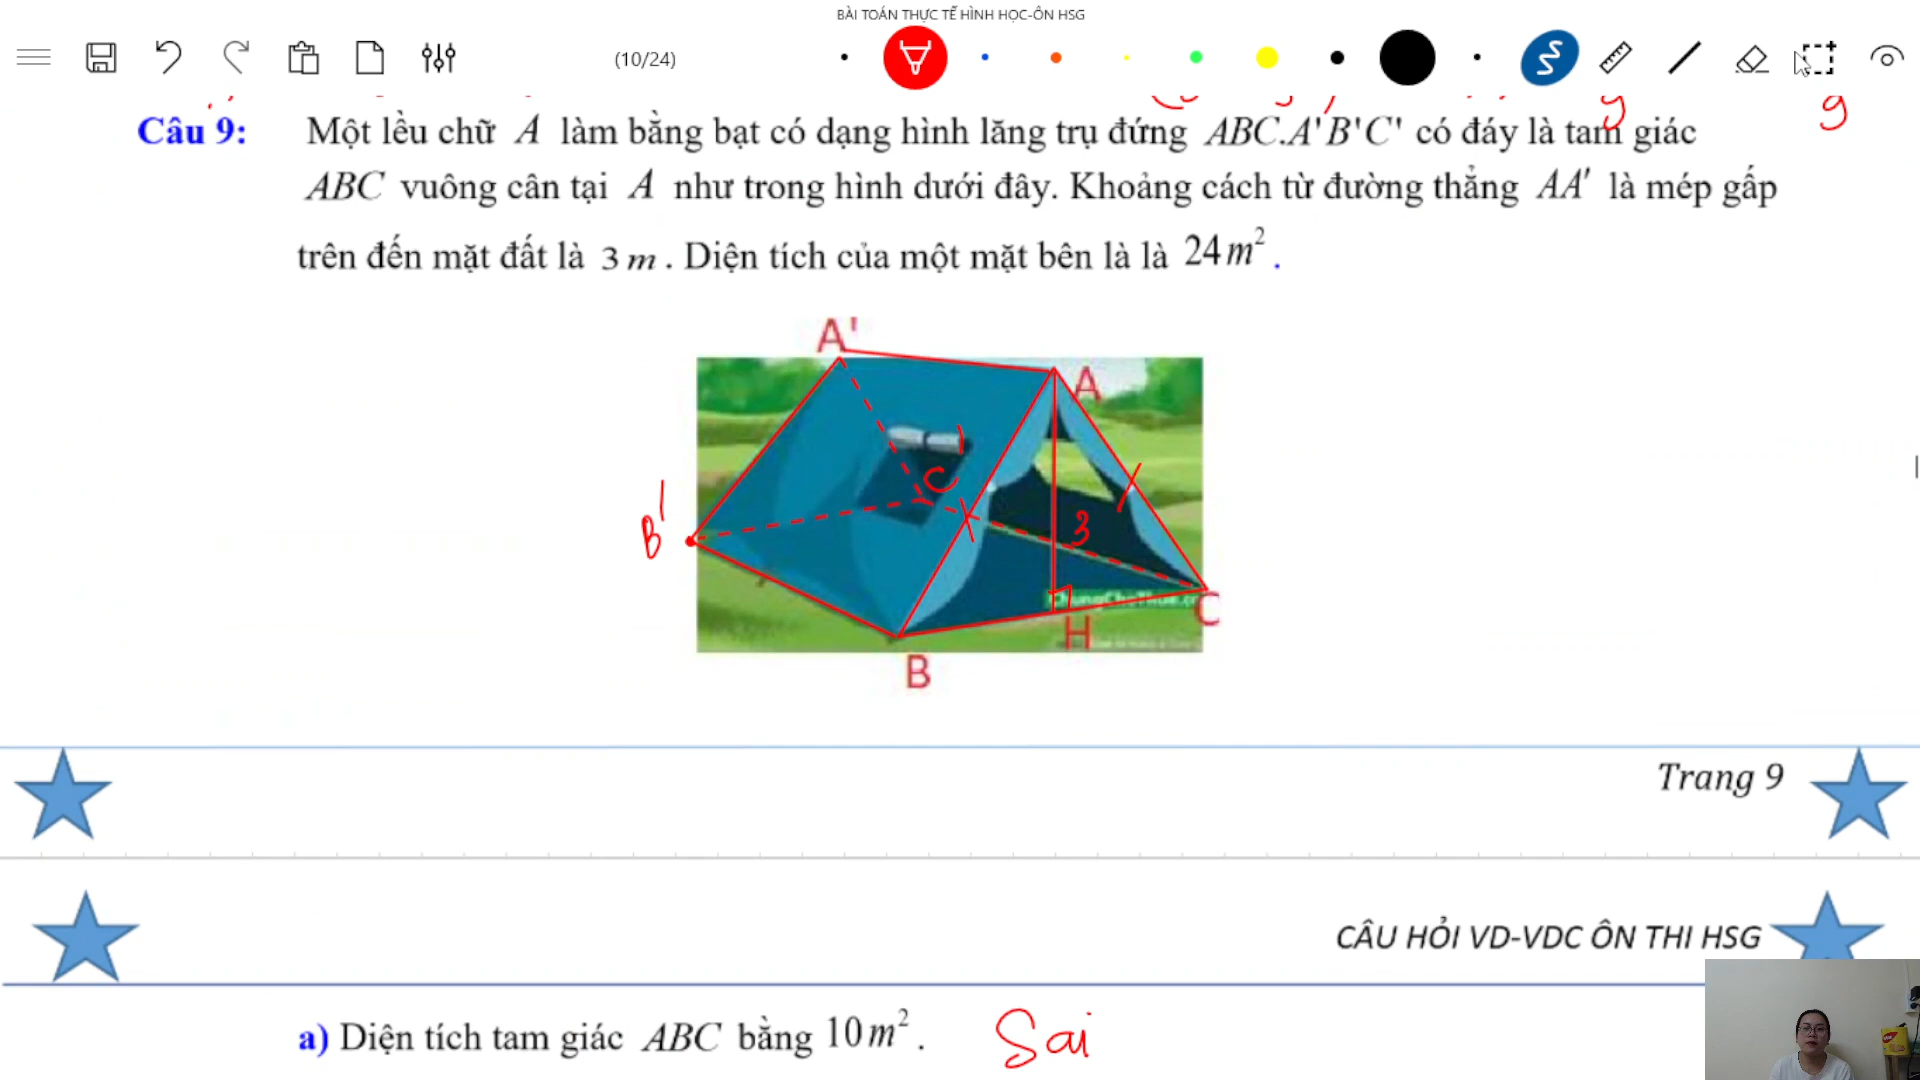 BÀI TOÁN THỰC TẾ HÌNH HỌC-ÔN HSG
(10/24)
Câu 9: Một lều chữ A làm bằng bạt có dạng hình lăng trụ đứng ABC.A'B'C' có đáy là tam giác
ABC vuông cân tại A như trong hình dưới đây. Khoảng cách từ đường thẳng AA' là mép gấp
trên đến mặt đất là 3 m . Diện tích của một mặt bên là là 24 m² .
A'
A
C'
B'
3
C
H
B
Trang 9
CÂU HỎI VD-VDC ÔN THI HSG
a) Diện tích tam giác ABC bằng 10 m² . Sai